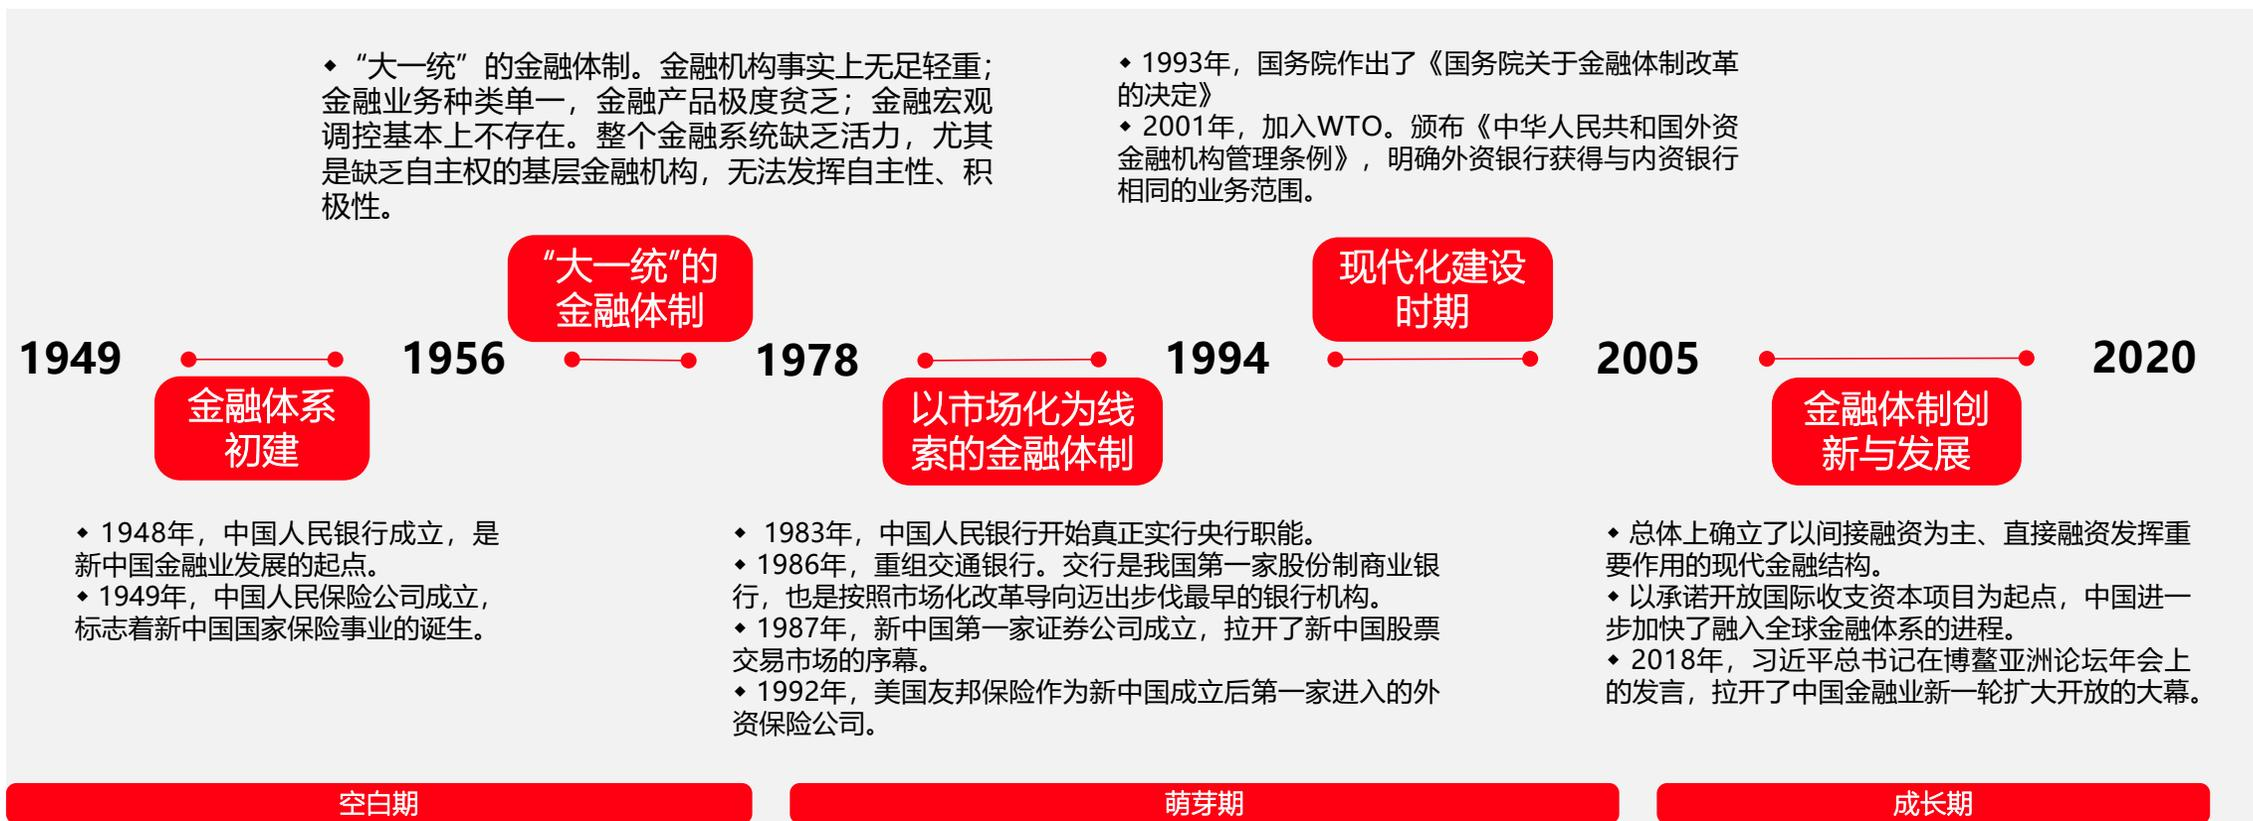 ◆ “大一统”的金融体制。金融机构事实上无足轻重；
金融业务种类单一，金融产品极度贫乏；金融宏观
调控基本上不存在。整个金融系统缺乏活力，尤其
是缺乏自主权的基层金融机构，无法发挥自主性、积
极性。
◆ 1993年，国务院作出了《国务院关于金融体制改革
的决定》
◆ 2001年，加入WTO。颁布《中华人民共和国外资
金融机构管理条例》，明确外资银行获得与内资银行
相同的业务范围。
“大一统”的
金融体制
现代化建设
时期
1949
1956
1978
1994
2005
2020
金融体系
初建
以市场化为线
索的金融体制
金融体制创
新与发展
◆ 1948年，中国人民银行成立，是
新中国金融业发展的起点。
◆ 1949年，中国人民保险公司成立，
标志着新中国国家保险事业的诞生。
◆ 1983年，中国人民银行开始真正实行央行职能。
◆ 1986年，重组交通银行。交行是我国第一家股份制商业银
行，也是按照市场化改革导向迈出步伐最早的银行机构。
◆ 1987年，新中国第一家证券公司成立，拉开了新中国股票
交易市场的序幕。
◆ 1992年，美国友邦保险作为新中国成立后第一家进入的外
资保险公司。
◆ 总体上确立了以间接融资为主、直接融资发挥重
要作用的现代金融结构。
◆ 以承诺开放国际收支资本项目为起点，中国进一
步加快了融入全球金融体系的进程。
◆ 2018年，习近平总书记在博鳌亚洲论坛年会上
的发言，拉开了中国金融业新一轮扩大开放的大幕。
空白期
萌芽期
成长期